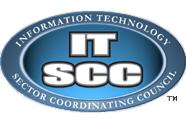 INFORMATION TECHNOLOGY
IT
SCC
SECTOR COORDINATING COUNCIL
TM